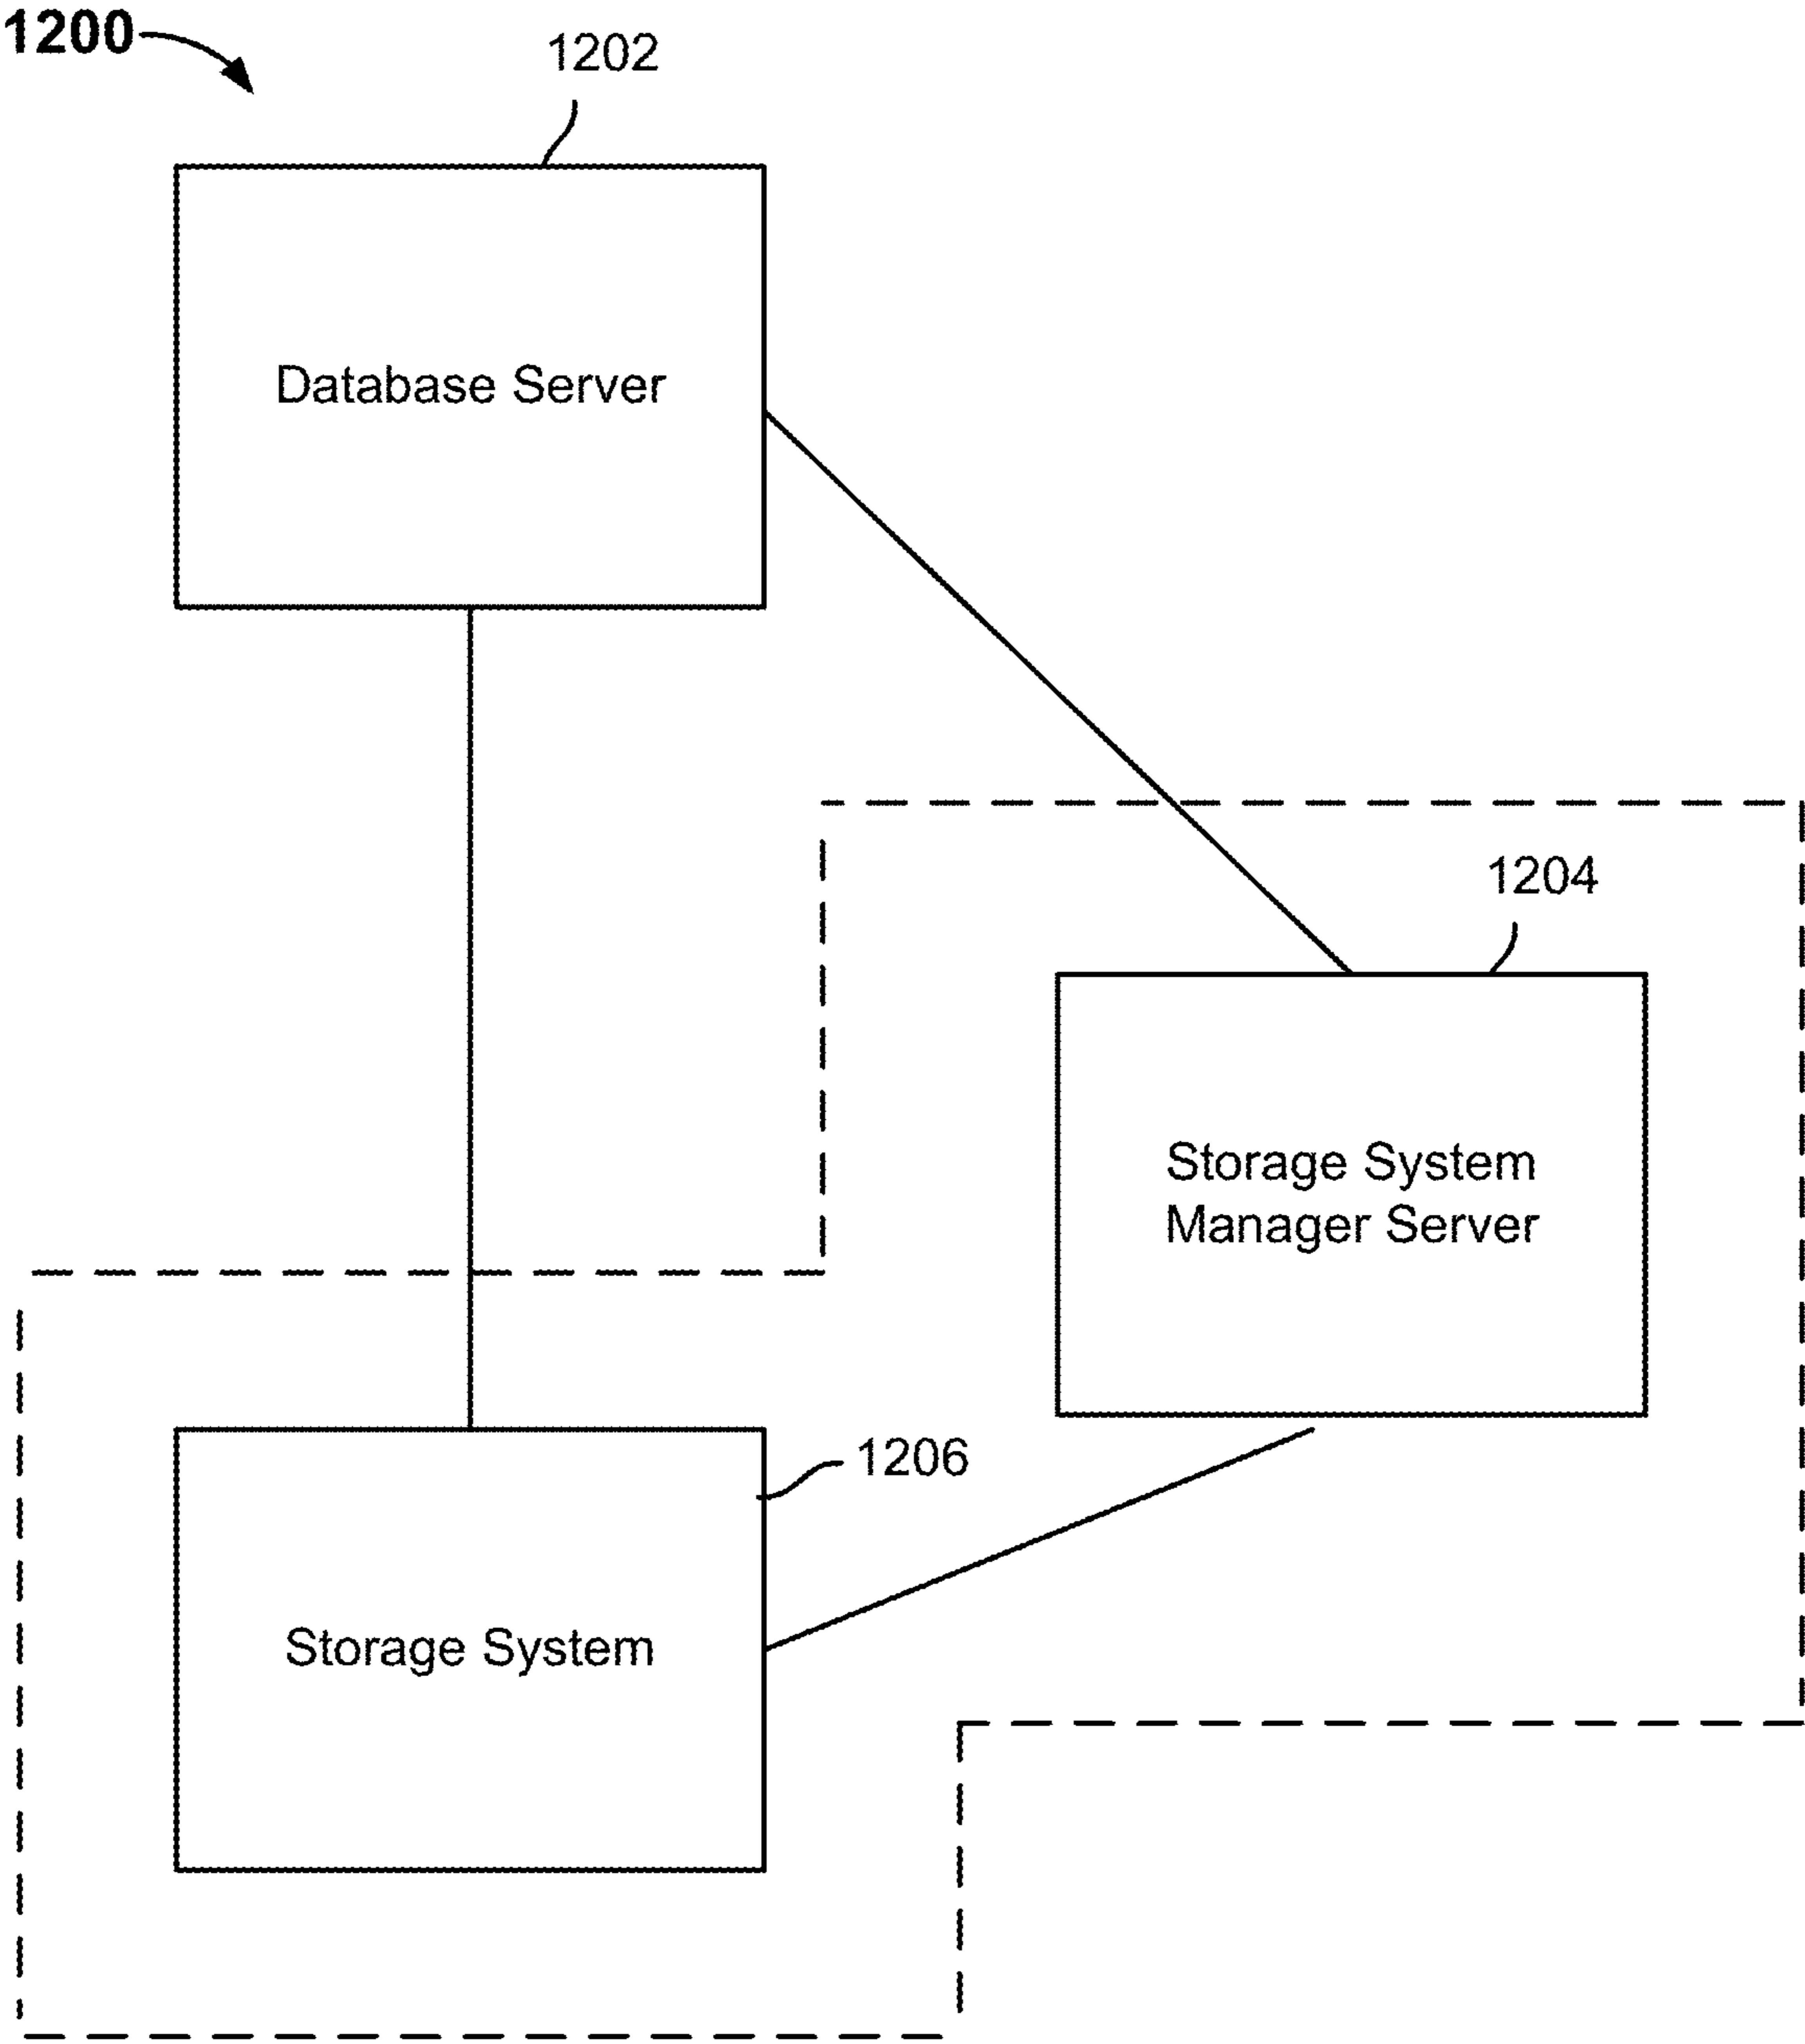 1200
1202
Database Server
1204
Storage System
Manager Server
1206
Storage System